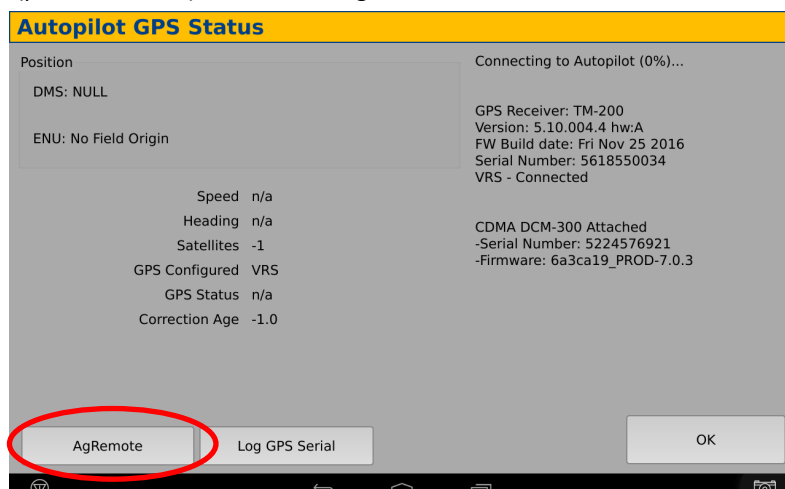 Autopilot GPS Status
Position
DMS: NULL
ENU: No Field Origin
Speed n/a
Heading n/a
Satellites -1
GPS Configured VRS
GPS Status n/a
Correction Age -1.0
Connecting to Autopilot (0%)...
GPS Receiver: TM-200
Version: 5.10.004.4 hw:A
FW Build date: Fri Nov 25 2016
Serial Number: 5618550034
VRS - Connected
CDMA DCM-300 Attached
-Serial Number: 5224576921
-Firmware: 6a3ca19_PROD-7.0.3
AgRemote
Log GPS Serial
OK